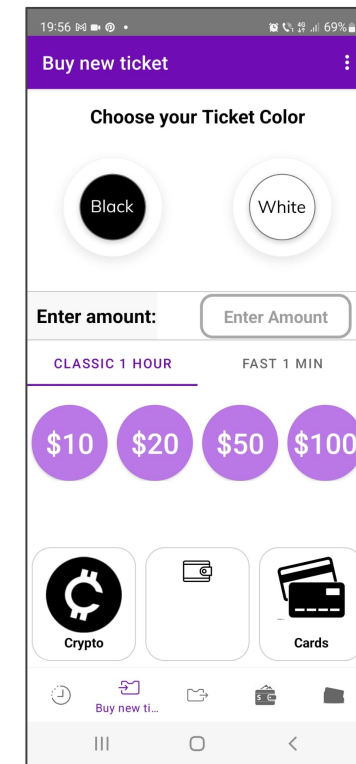 19:56 69%
Buy new ticket
Choose your Ticket Color
Black White
Enter amount: Enter Amount
CLASSIC 1 HOUR FAST 1 MIN
$10 $20 $50 $100
Crypto Cards
Buy new ti...